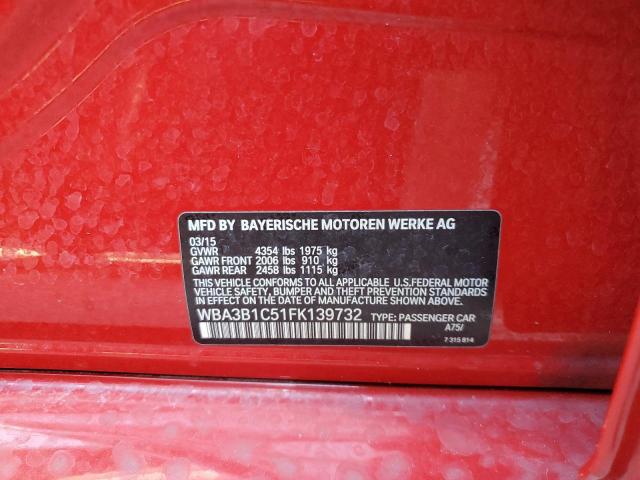 MFD BY BAYERISCHE MOTOREN WERKE AG
03/15
GVWR 4354 lbs 1975 kg
GAWR FRONT 2006 lbs 910 kg
GAWR REAR 2458 lbs 1115 kg
THIS VEHICLE CONFORMS TO ALL APPLICABLE U.S.FEDERAL MOTOR
VEHICLE SAFETY, BUMPER AND THEFT PREVENTION
STANDARDS IN EFFECT ON THE DATE OF MANUFACTURE SHOWN ABOVE.
WBA3B1C51FK139732 TYPE: PASSENGER CAR
A75/
7 315 814